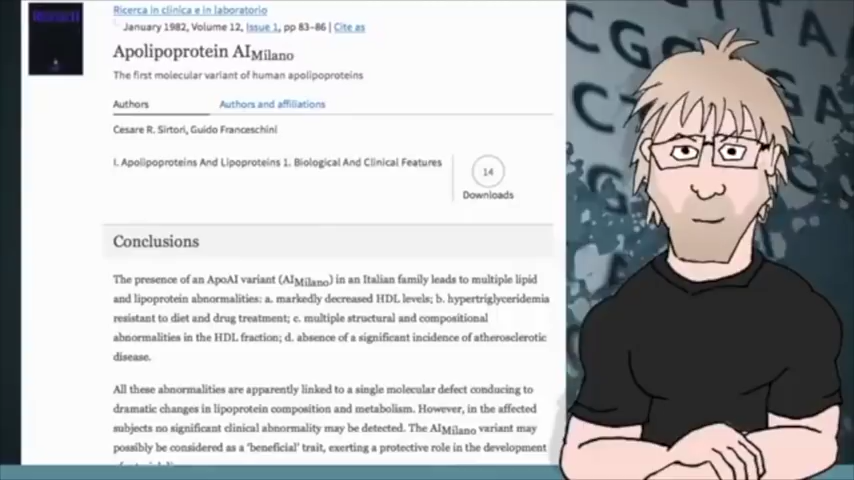 Ricerca in clinica e in laboratorio
January 1982, Volume 12, Issue 1, pp 83–86 | Cite as
Apolipoprotein AIMilano
The first molecular variant of human apolipoproteins
Authors Authors and affiliations
Cesare R. Sirtori, Guido Franceschini
I. Apolipoproteins And Lipoproteins 1. Biological And Clinical Features
14
Downloads
Conclusions
The presence of an ApoAI variant (AIMilano) in an Italian family leads to multiple lipid
and lipoprotein abnormalities: a. markedly decreased HDL levels; b. hypertriglyceridemia
resistant to diet and drug treatment; c. multiple structural and compositional
abnormalities in the HDL fraction; d. absence of a significant incidence of atherosclerotic
disease.
All these abnormalities are apparently linked to a single molecular defect conducing to
dramatic changes in lipoprotein composition and metabolism. However, in the affected
subjects no significant clinical abnormality may be detected. The AIMilano variant may
possibly be considered as a ‘beneficial’ trait, exerting a protective role in the development